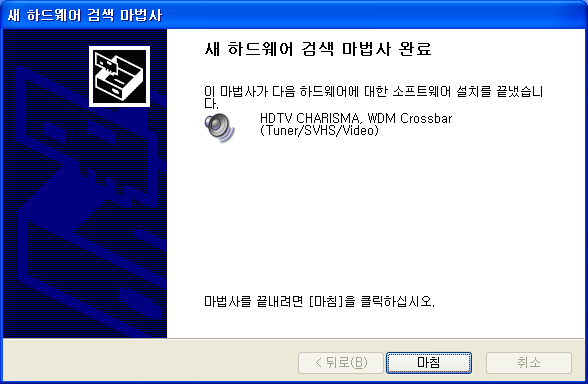 새 하드웨어 검색 마법사
새 하드웨어 검색 마법사 완료
이 마법사가 다음 하드웨어에 대한 소프트웨어 설치를 끝냈습니
다.
HDTV CHARISMA, WDM Crossbar
(Tuner/SVHS/Video)
마법사를 끝내려면 [마침]을 클릭하십시오.
< 뒤로(B)
마침
취소